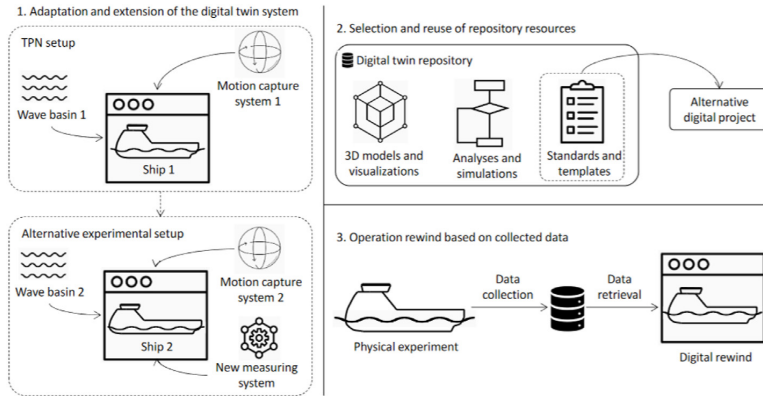 1. Adaptation and extension of the digital twin system
TPN setup
Wave basin 1
Motion capture
system 1
Ship 1
Alternative experimental setup
Wave basin 2
Motion capture
system 2
Ship 2
New measuring
system
2. Selection and reuse of repository resources
Digital twin repository
3D models and
visualizations
Analyses and
simulations
Standards and
templates
Alternative
digital project
3. Operation rewind based on collected data
Physical experiment
Data
collection
Data
retrieval
Digital rewind